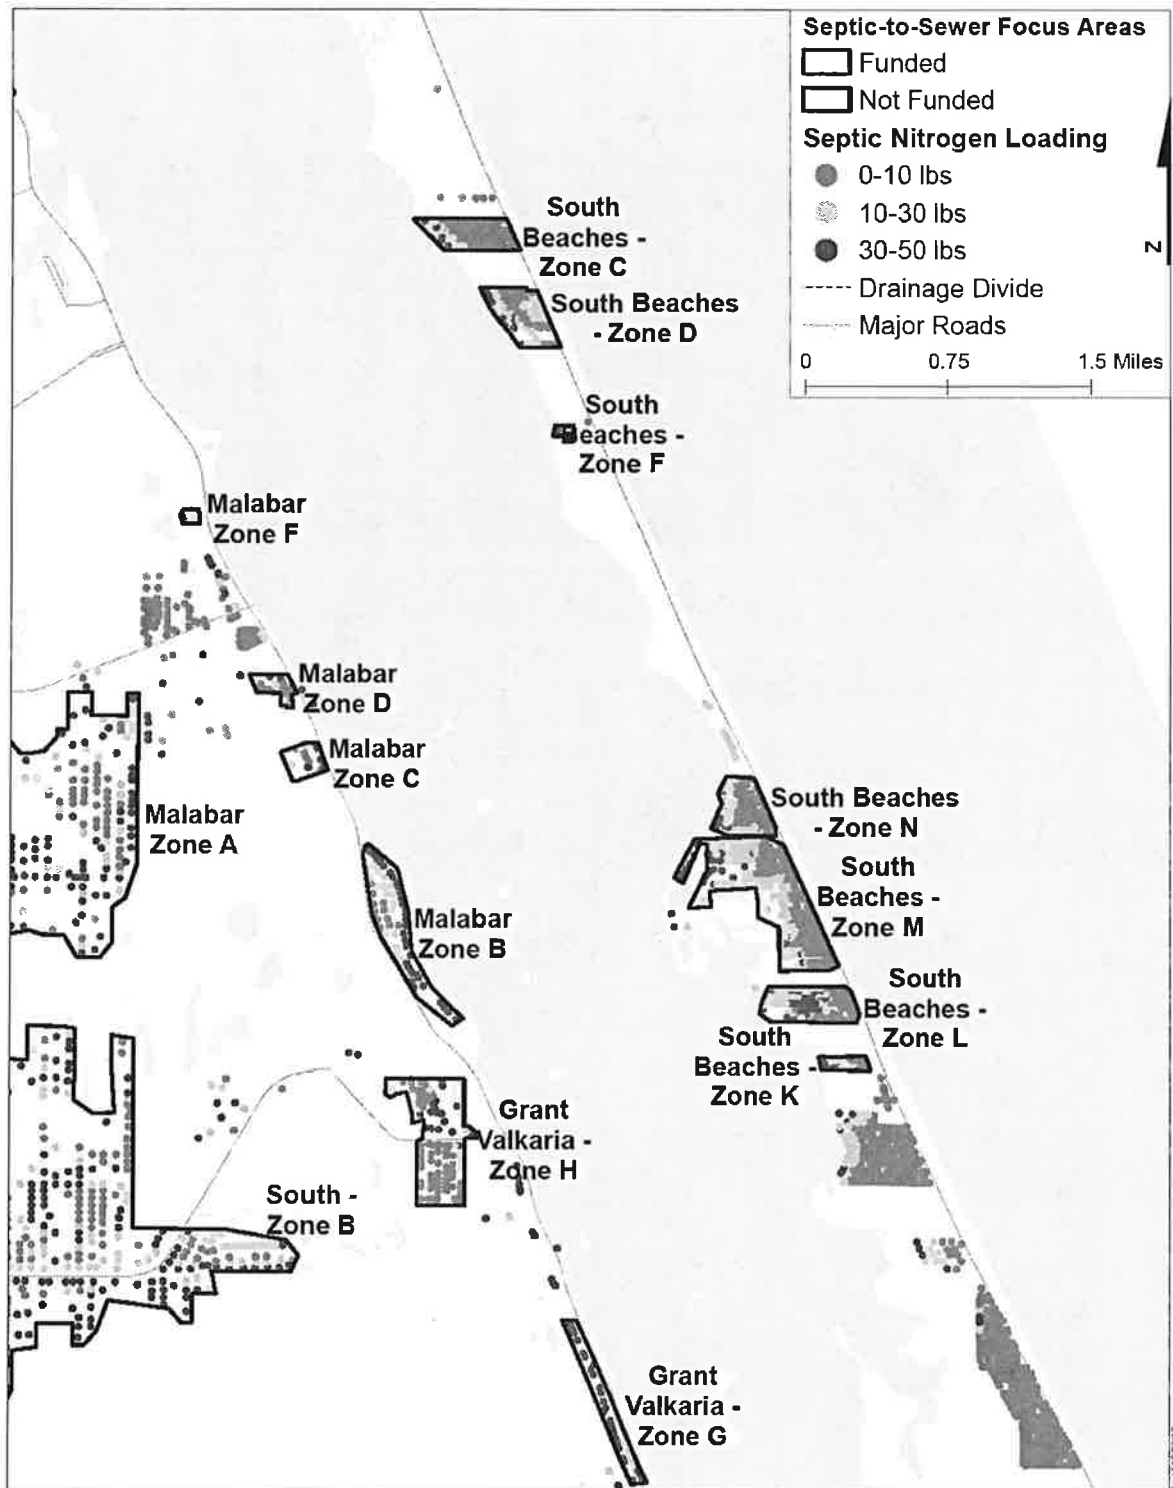 Septic-to-Sewer Focus Areas
Funded
Not Funded
Septic Nitrogen Loading
0-10 lbs
10-30 lbs
30-50 lbs
Drainage Divide
Major Roads
0 0.75 1.5 Miles
N
South
Beaches -
Zone C
South Beaches
- Zone D
South
Beaches -
Zone F
Malabar
Zone F
Malabar
Zone D
Malabar
Zone C
Malabar
Zone A
South Beaches
- Zone N
South
Beaches -
Zone M
Malabar
Zone B
South
Beaches -
Zone L
South
Beaches -
Zone K
Grant
Valkaria -
Zone H
South -
Zone B
Grant
Valkaria -
Zone G